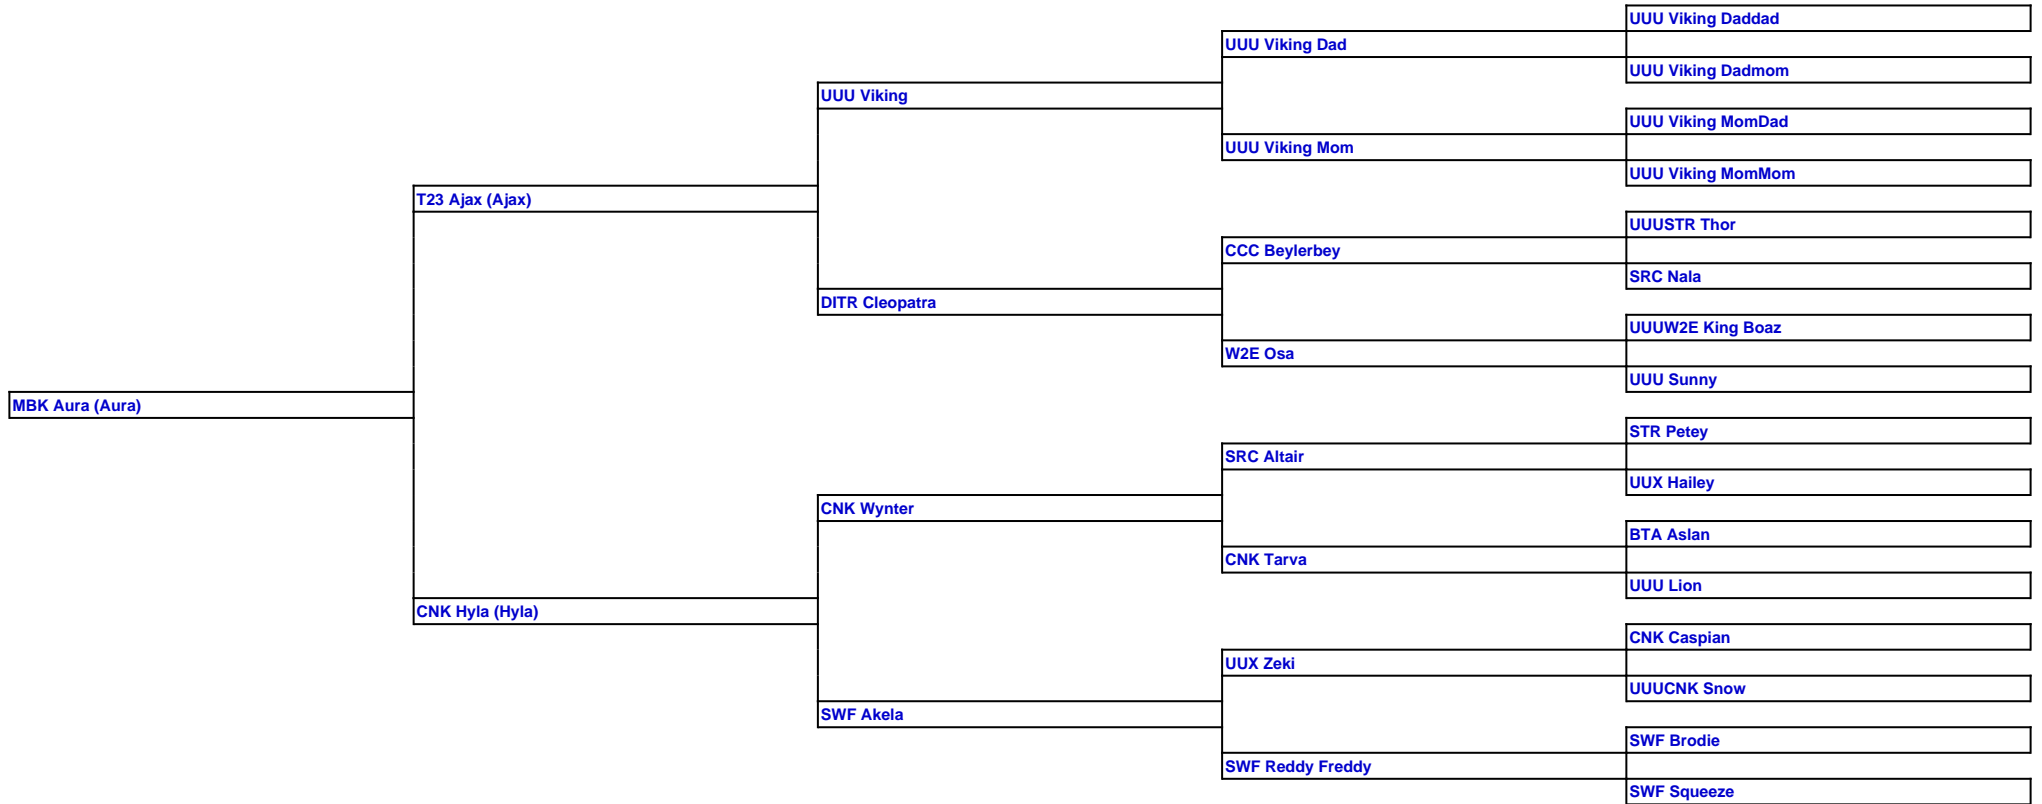 UUU Viking Daddad
UUU Viking Dad
UUU Viking Dadmom
UUU Viking
UUU Viking MomDad
UUU Viking Mom
UUU Viking MomMom
T23 Ajax (Ajax)
UUUSTR Thor
CCC Beylerbey
SRC Nala
DITR Cleopatra
UUUW2E King Boaz
W2E Osa
UUU Sunny
MBK Aura (Aura)
STR Petey
SRC Altair
UUX Hailey
CNK Wynter
BTA Aslan
CNK Tarva
UUU Lion
CNK Hyla (Hyla)
CNK Caspian
UUX Zeki
UUUCNK Snow
SWF Akela
SWF Brodie
SWF Reddy Freddy
SWF Squeeze